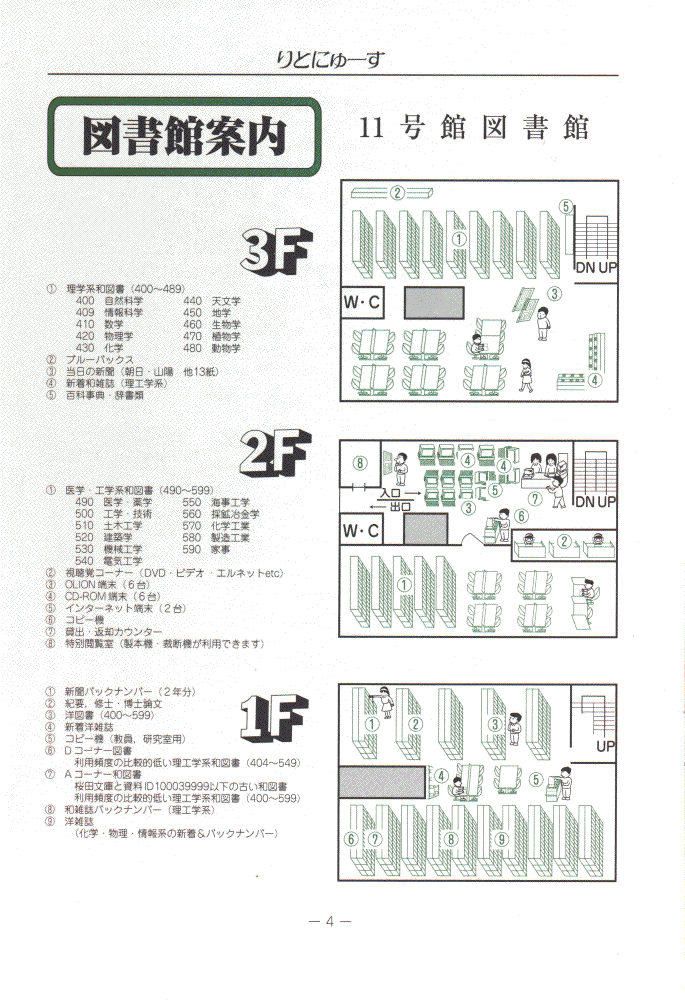 りとにゅーす
図書館案内
11号館図書館
3F
① 理学系和図書（400～489）
400 自然科学 440 天文学
409 情報科学 450 地学
410 数学 460 生物学
420 物理学 470 植物学
430 化学 480 動物学
② ブルーバックス
③ 当日の新聞（朝日・山陽 他13紙）
④ 新着和雑誌（理工学系）
⑤ 百科事典・辞書類
②
①
⑤
DN UP
W・C
③
④
2F
① 医学・工学系和図書（490～599）
490 医学・薬学 550 海事工学
500 工学・技術 560 採鉱冶金学
510 土木工学 570 化学工業
520 建築学 580 製造工業
530 機械工学 590 家事
540 電気工学
② 視聴覚コーナー（DVD・ビデオ・エルネットetc）
③ OLION端末（6台）
④ CD-ROM端末（6台）
⑤ インターネット端末（2台）
⑥ コピー機
⑦ 貸出・返却カウンター
⑧ 特別閲覧室（製本機・裁断機が利用できます）
⑧
④ ④
⑤
入口
出口
③
⑦
DN UP
⑥
W・C
②
①
1F
① 新聞バックナンバー（2年分）
② 紀要，修士・博士論文
③ 洋図書（400～599）
④ 新着洋雑誌
⑤ コピー機（教員，研究室用）
⑥ Dコーナー図書
利用頻度の比較的低い理工学系和図書（404～549）
⑦ Aコーナー和図書
桜田文庫と資料ID100039999以下の古い和図書
利用頻度の比較的低い理工学系和図書（400～599）
⑧ 和雑誌バックナンバー（理工学系）
⑨ 洋雑誌
（化学・物理・情報系の新着＆バックナンバー）
① ② ③
UP
④ ⑤
⑥ ⑦ ⑧ ⑨
― 4 ―